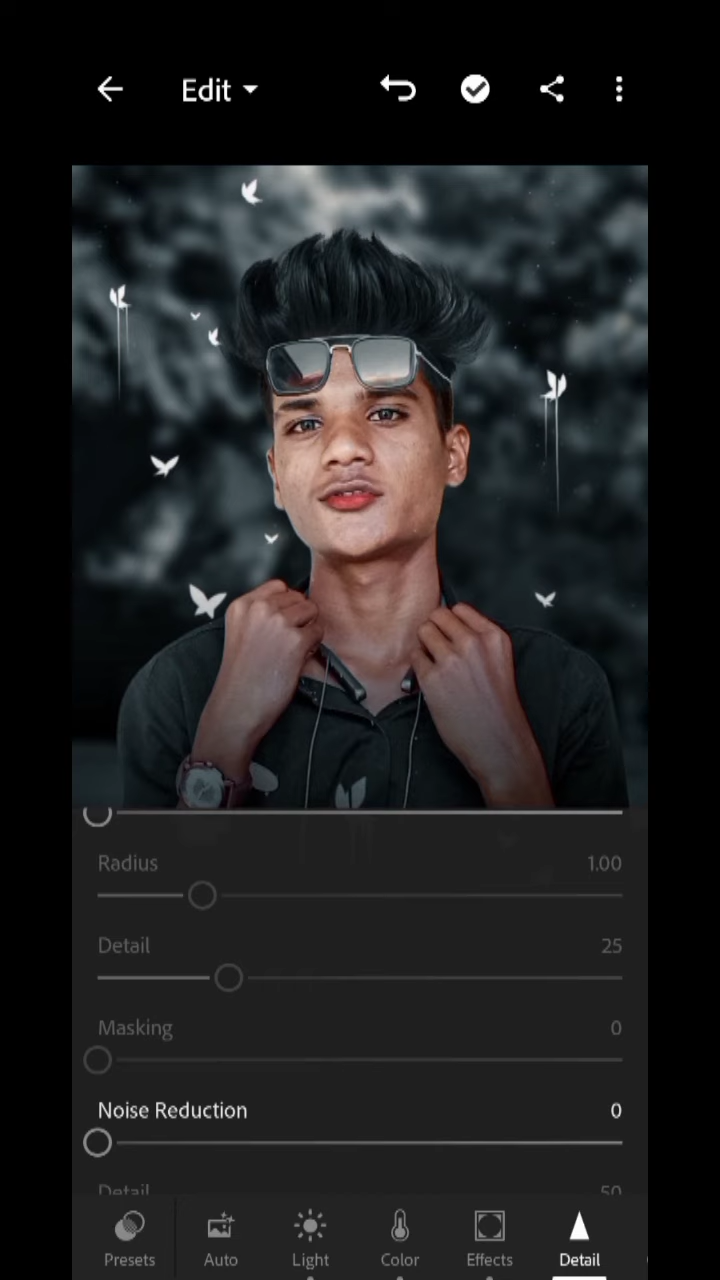 Edit
Radius 1.00
Detail 25
Masking 0
Noise Reduction 0
Detail 50
Presets Auto Light Color Effects Detail